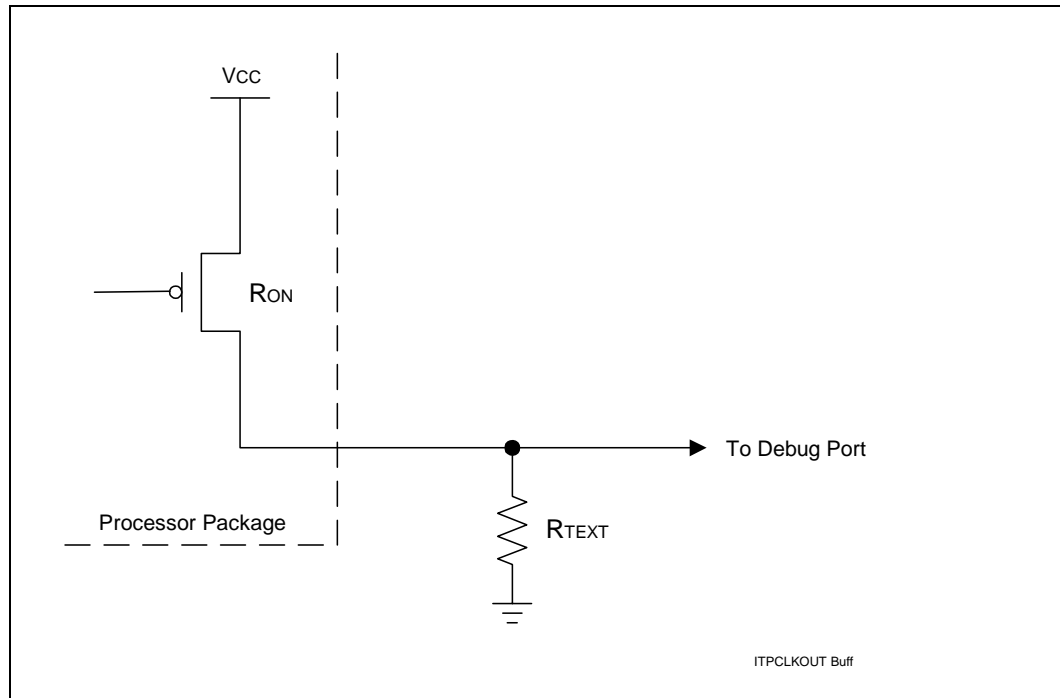 VCC
RON
To Debug Port
Processor Package
RTEXT
ITPCLKOUT Buff